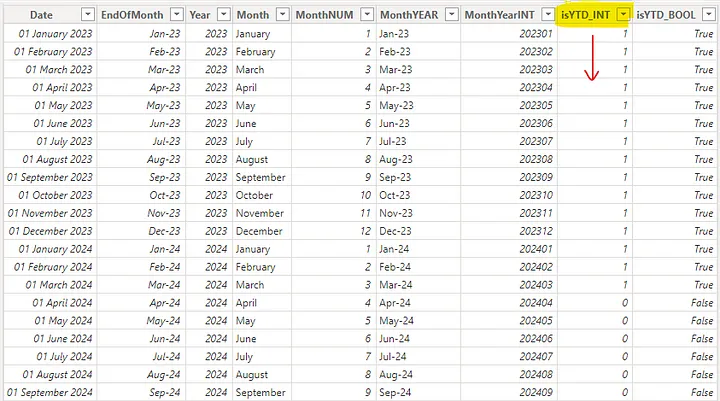 Date EndOfMonth Year Month MonthNUM MonthYEAR MonthYearINT isYTD_INT isYTD_BOOL
01 January 2023 Jan-23 2023 January 1 Jan-23 202301 1 True
01 February 2023 Feb-23 2023 February 2 Feb-23 202302 1 True
01 March 2023 Mar-23 2023 March 3 Mar-23 202303 1 True
01 April 2023 Apr-23 2023 April 4 Apr-23 202304 1 True
01 May 2023 May-23 2023 May 5 May-23 202305 1 True
01 June 2023 Jun-23 2023 June 6 Jun-23 202306 1 True
01 July 2023 Jul-23 2023 July 7 Jul-23 202307 1 True
01 August 2023 Aug-23 2023 August 8 Aug-23 202308 1 True
01 September 2023 Sep-23 2023 September 9 Sep-23 202309 1 True
01 October 2023 Oct-23 2023 October 10 Oct-23 202310 1 True
01 November 2023 Nov-23 2023 November 11 Nov-23 202311 1 True
01 December 2023 Dec-23 2023 December 12 Dec-23 202312 1 True
01 January 2024 Jan-24 2024 January 1 Jan-24 202401 1 True
01 February 2024 Feb-24 2024 February 2 Feb-24 202402 1 True
01 March 2024 Mar-24 2024 March 3 Mar-24 202403 1 True
01 April 2024 Apr-24 2024 April 4 Apr-24 202404 0 False
01 May 2024 May-24 2024 May 5 May-24 202405 0 False
01 June 2024 Jun-24 2024 June 6 Jun-24 202406 0 False
01 July 2024 Jul-24 2024 July 7 Jul-24 202407 0 False
01 August 2024 Aug-24 2024 August 8 Aug-24 202408 0 False
01 September 2024 Sep-24 2024 September 9 Sep-24 202409 0 False